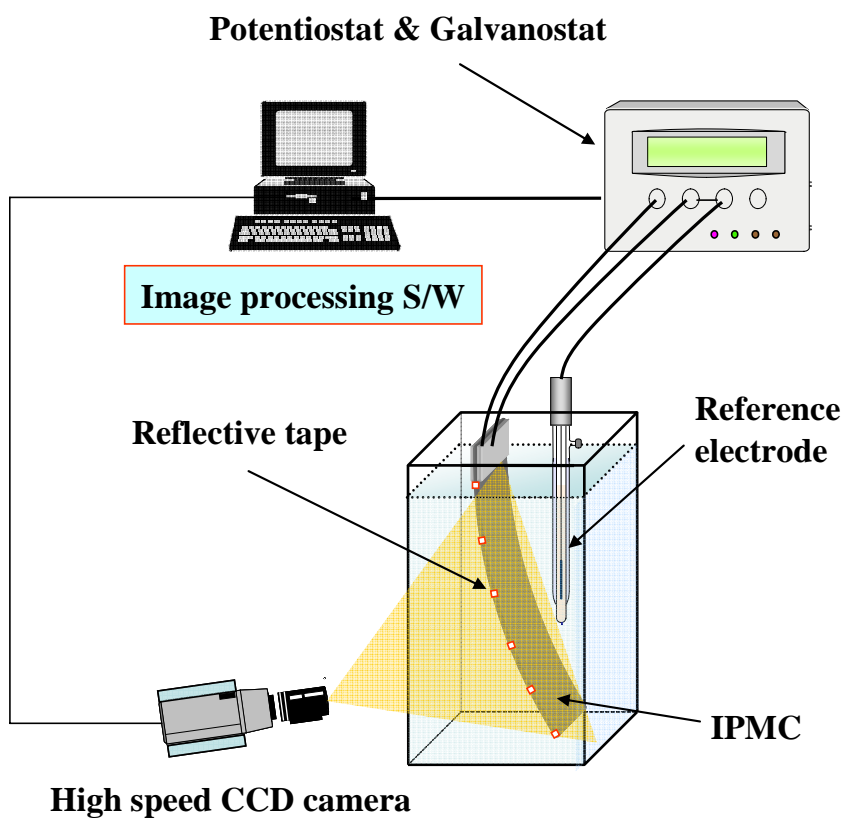 Potentiostat & Galvanostat
Image processing S/W
Reflective tape
Reference
electrode
IPMC
High speed CCD camera